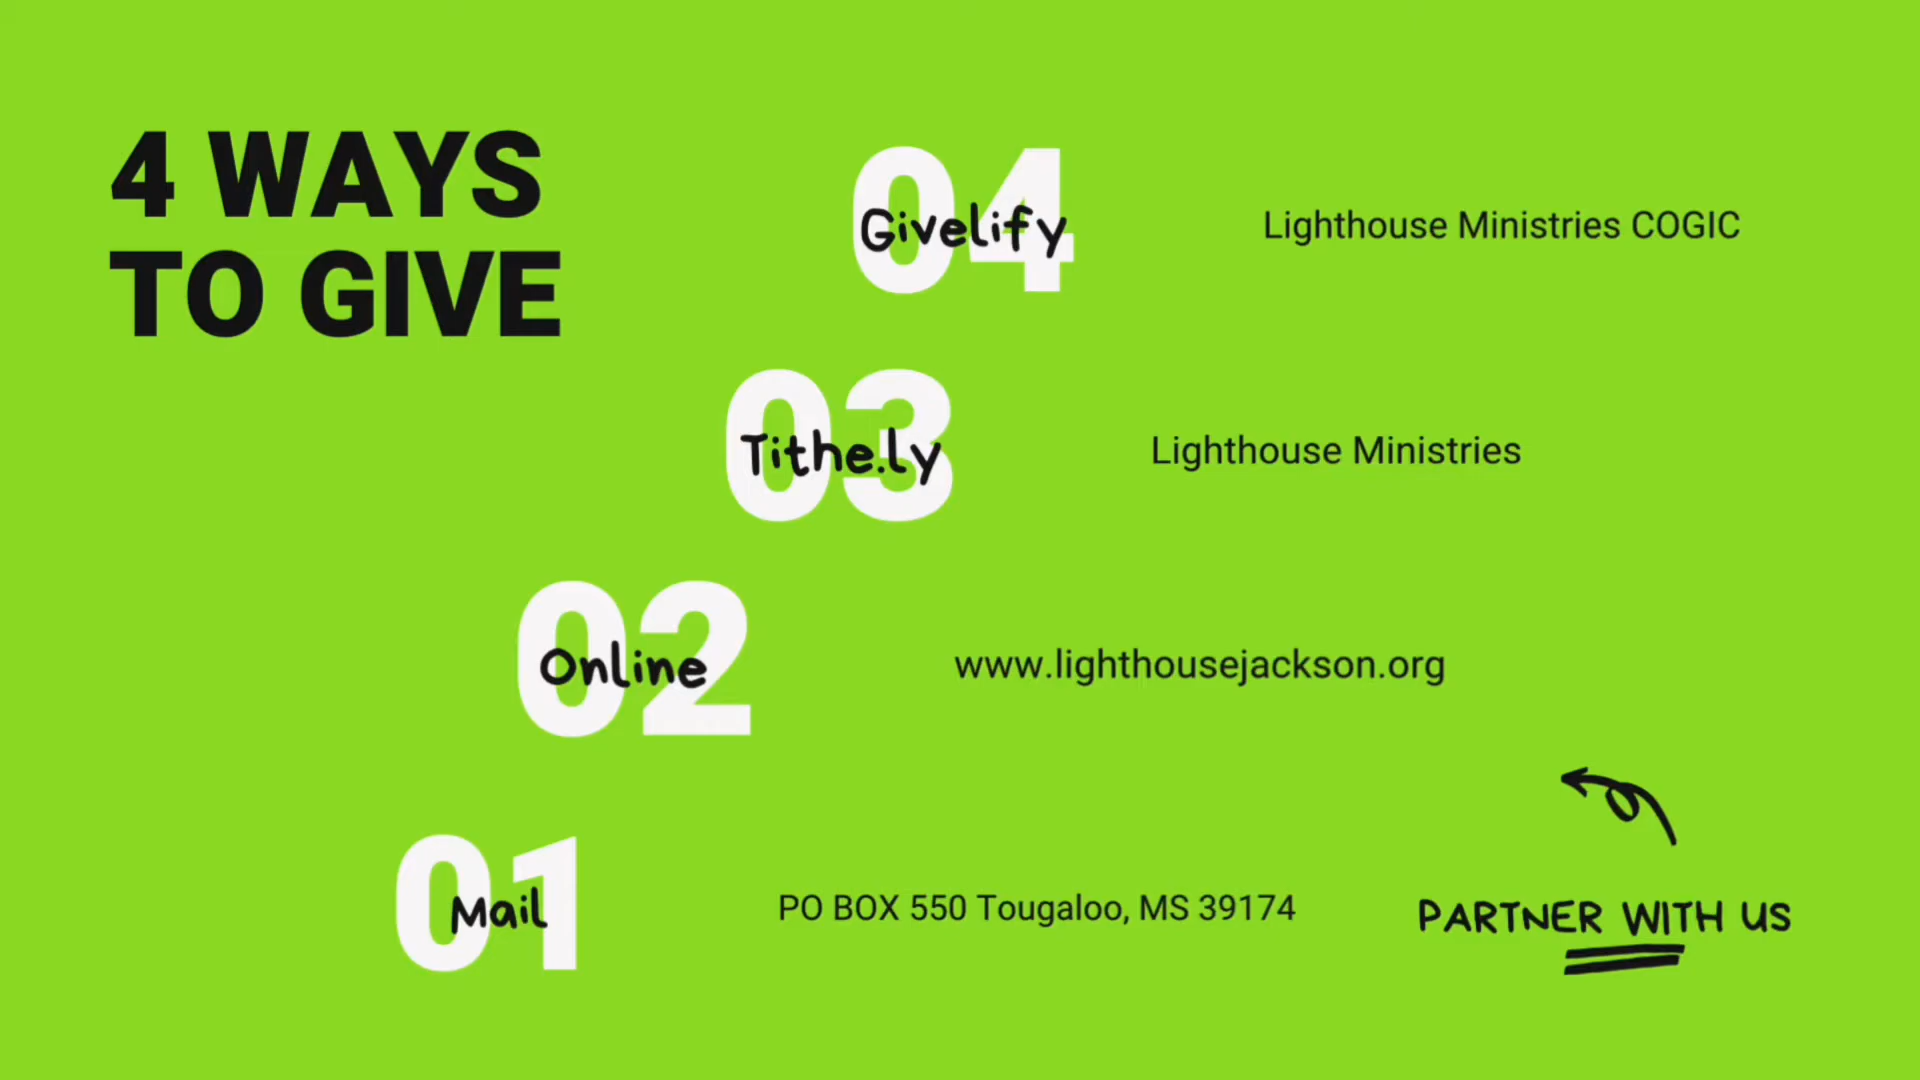 4 WAYS
TO GIVE
04
Givelify
Lighthouse Ministries COGIC
03
Tithe.ly
Lighthouse Ministries
02
Online
www.lighthousejackson.org
01
Mail
PO BOX 550 Tougaloo, MS 39174
PARTNER WITH US